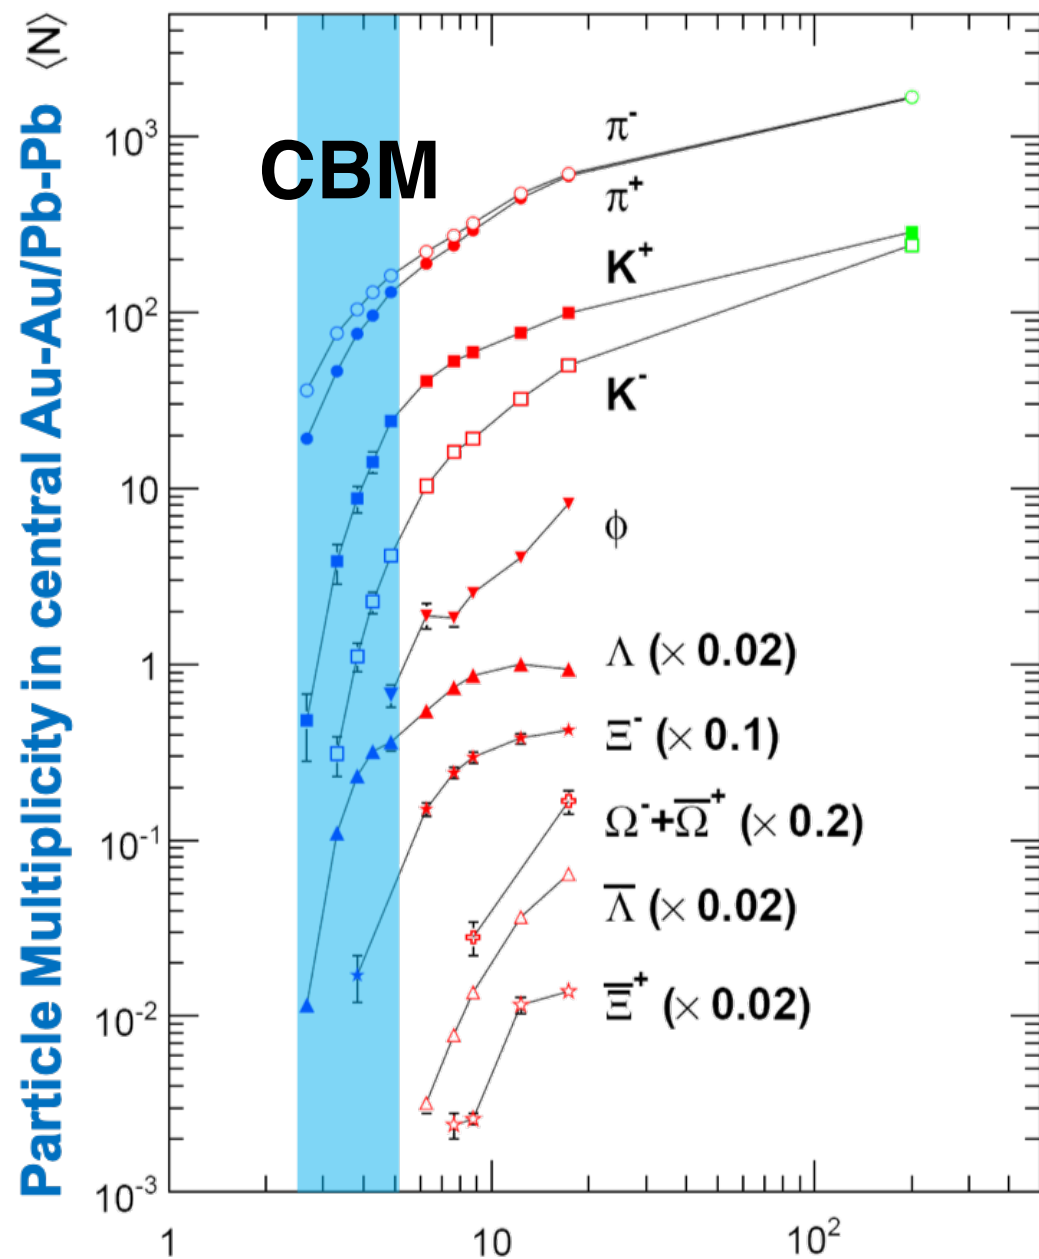 Particle Multiplicity in central Au-Au/Pb-Pb ⟨N⟩
CBM
10³
10²
10
1
10⁻¹
10⁻²
10⁻³
π⁻
π⁺
K⁺
K⁻
ϕ
Λ (× 0.02)
Ξ⁻ (× 0.1)
Ω⁻+Ω̅⁺ (× 0.2)
Λ̅ (× 0.02)
Ξ̅⁺ (× 0.02)
1 10 10²